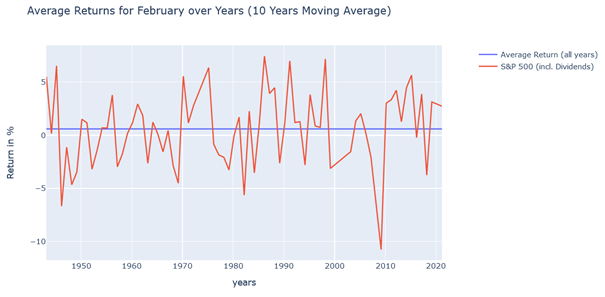 Average Returns for February over Years (10 Years Moving Average)
Average Return (all years)
S&P 500 (incl. Dividends)
Return in %
5
0
−5
−10
1950 1960 1970 1980 1990 2000 2010 2020
years